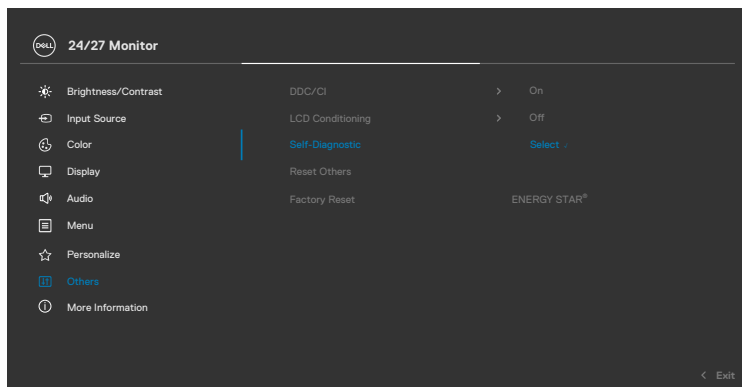 DELL 24/27 Monitor
Brightness/Contrast DDC/CI > On
Input Source LCD Conditioning > Off
Color Self-Diagnostic Select ✓
Display Reset Others
Audio Factory Reset ENERGY STAR®
Menu
Personalize
Others
More Information
< Exit